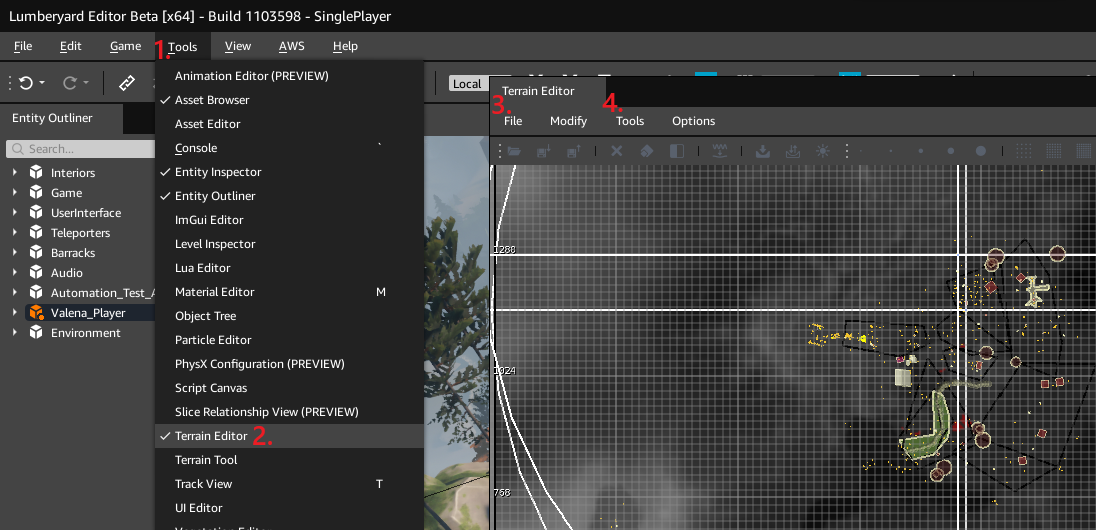 Lumberyard Editor Beta [x64] - Build 1103598 - SinglePlayer
File Edit Game Tools View AWS Help
1.
Animation Editor (PREVIEW)
Asset Browser
Asset Editor
Console `
Entity Inspector
Entity Outliner
ImGui Editor
Level Inspector
Lua Editor
Material Editor M
Object Tree
Particle Editor
PhysX Configuration (PREVIEW)
Script Canvas
Slice Relationship View (PREVIEW)
Terrain Editor 2.
Terrain Tool
Track View T
UI Editor
Local
Entity Outliner
Search...
Interiors
Game
UserInterface
Teleporters
Barracks
Audio
Automation_Test_A
Valena_Player
Environment
Terrain Editor
3. 4.
File Modify Tools Options
1280
1024
768